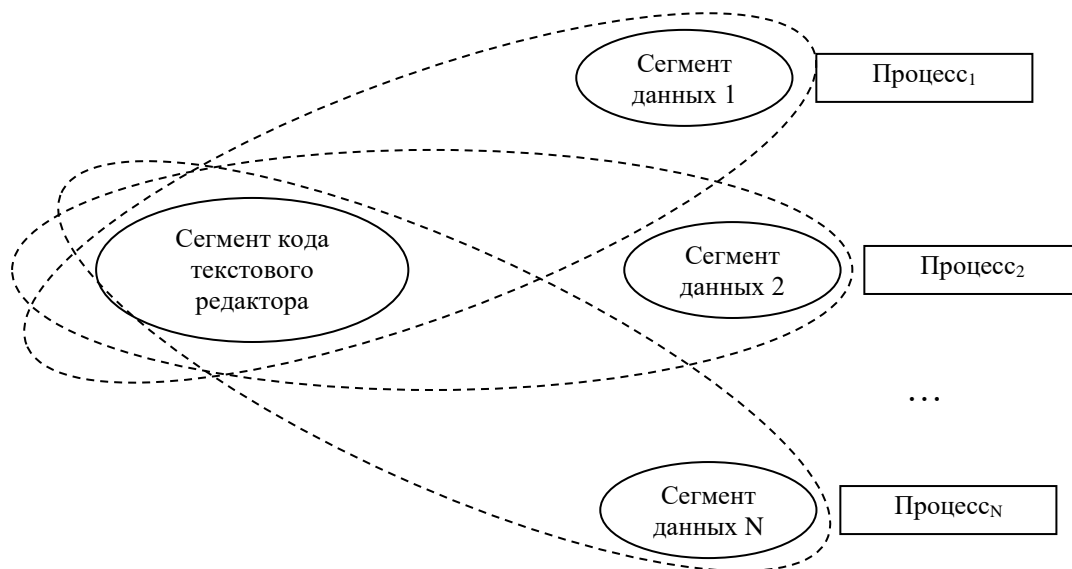 Сегмент
данных 1
Процесс₁
Сегмент кода
текстового
редактора
Сегмент
данных 2
Процесс₂
…
Сегмент
данных N
Процессₙ